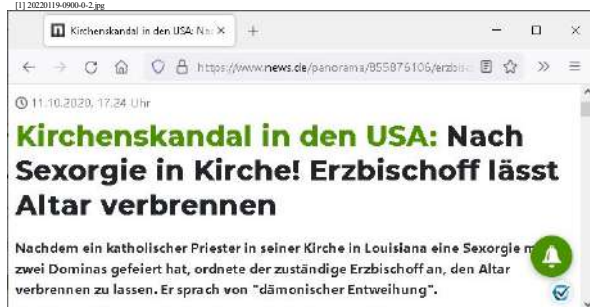 [1] 20220119-0900-0-2.jpg
Kirchenskandal in den USA: Na
https://www.news.de/panorama/855876106/erzbisc
11.10.2020, 17.24 Uhr
Kirchenskandal in den USA: Nach
Sexorgie in Kirche! Erzbischoff lässt
Altar verbrennen
Nachdem ein katholischer Priester in seiner Kirche in Louisiana eine Sexorgie m
zwei Dominas gefeiert hat, ordnete der zuständige Erzbischoff an, den Altar
verbrennen zu lassen. Er sprach von "dämonischer Entweihung".